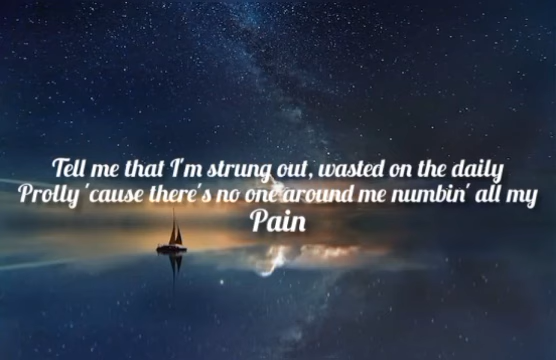 Tell me that I'm strung out, wasted on the daily
Prolly 'cause there's no one around me numbin' all my
Pain